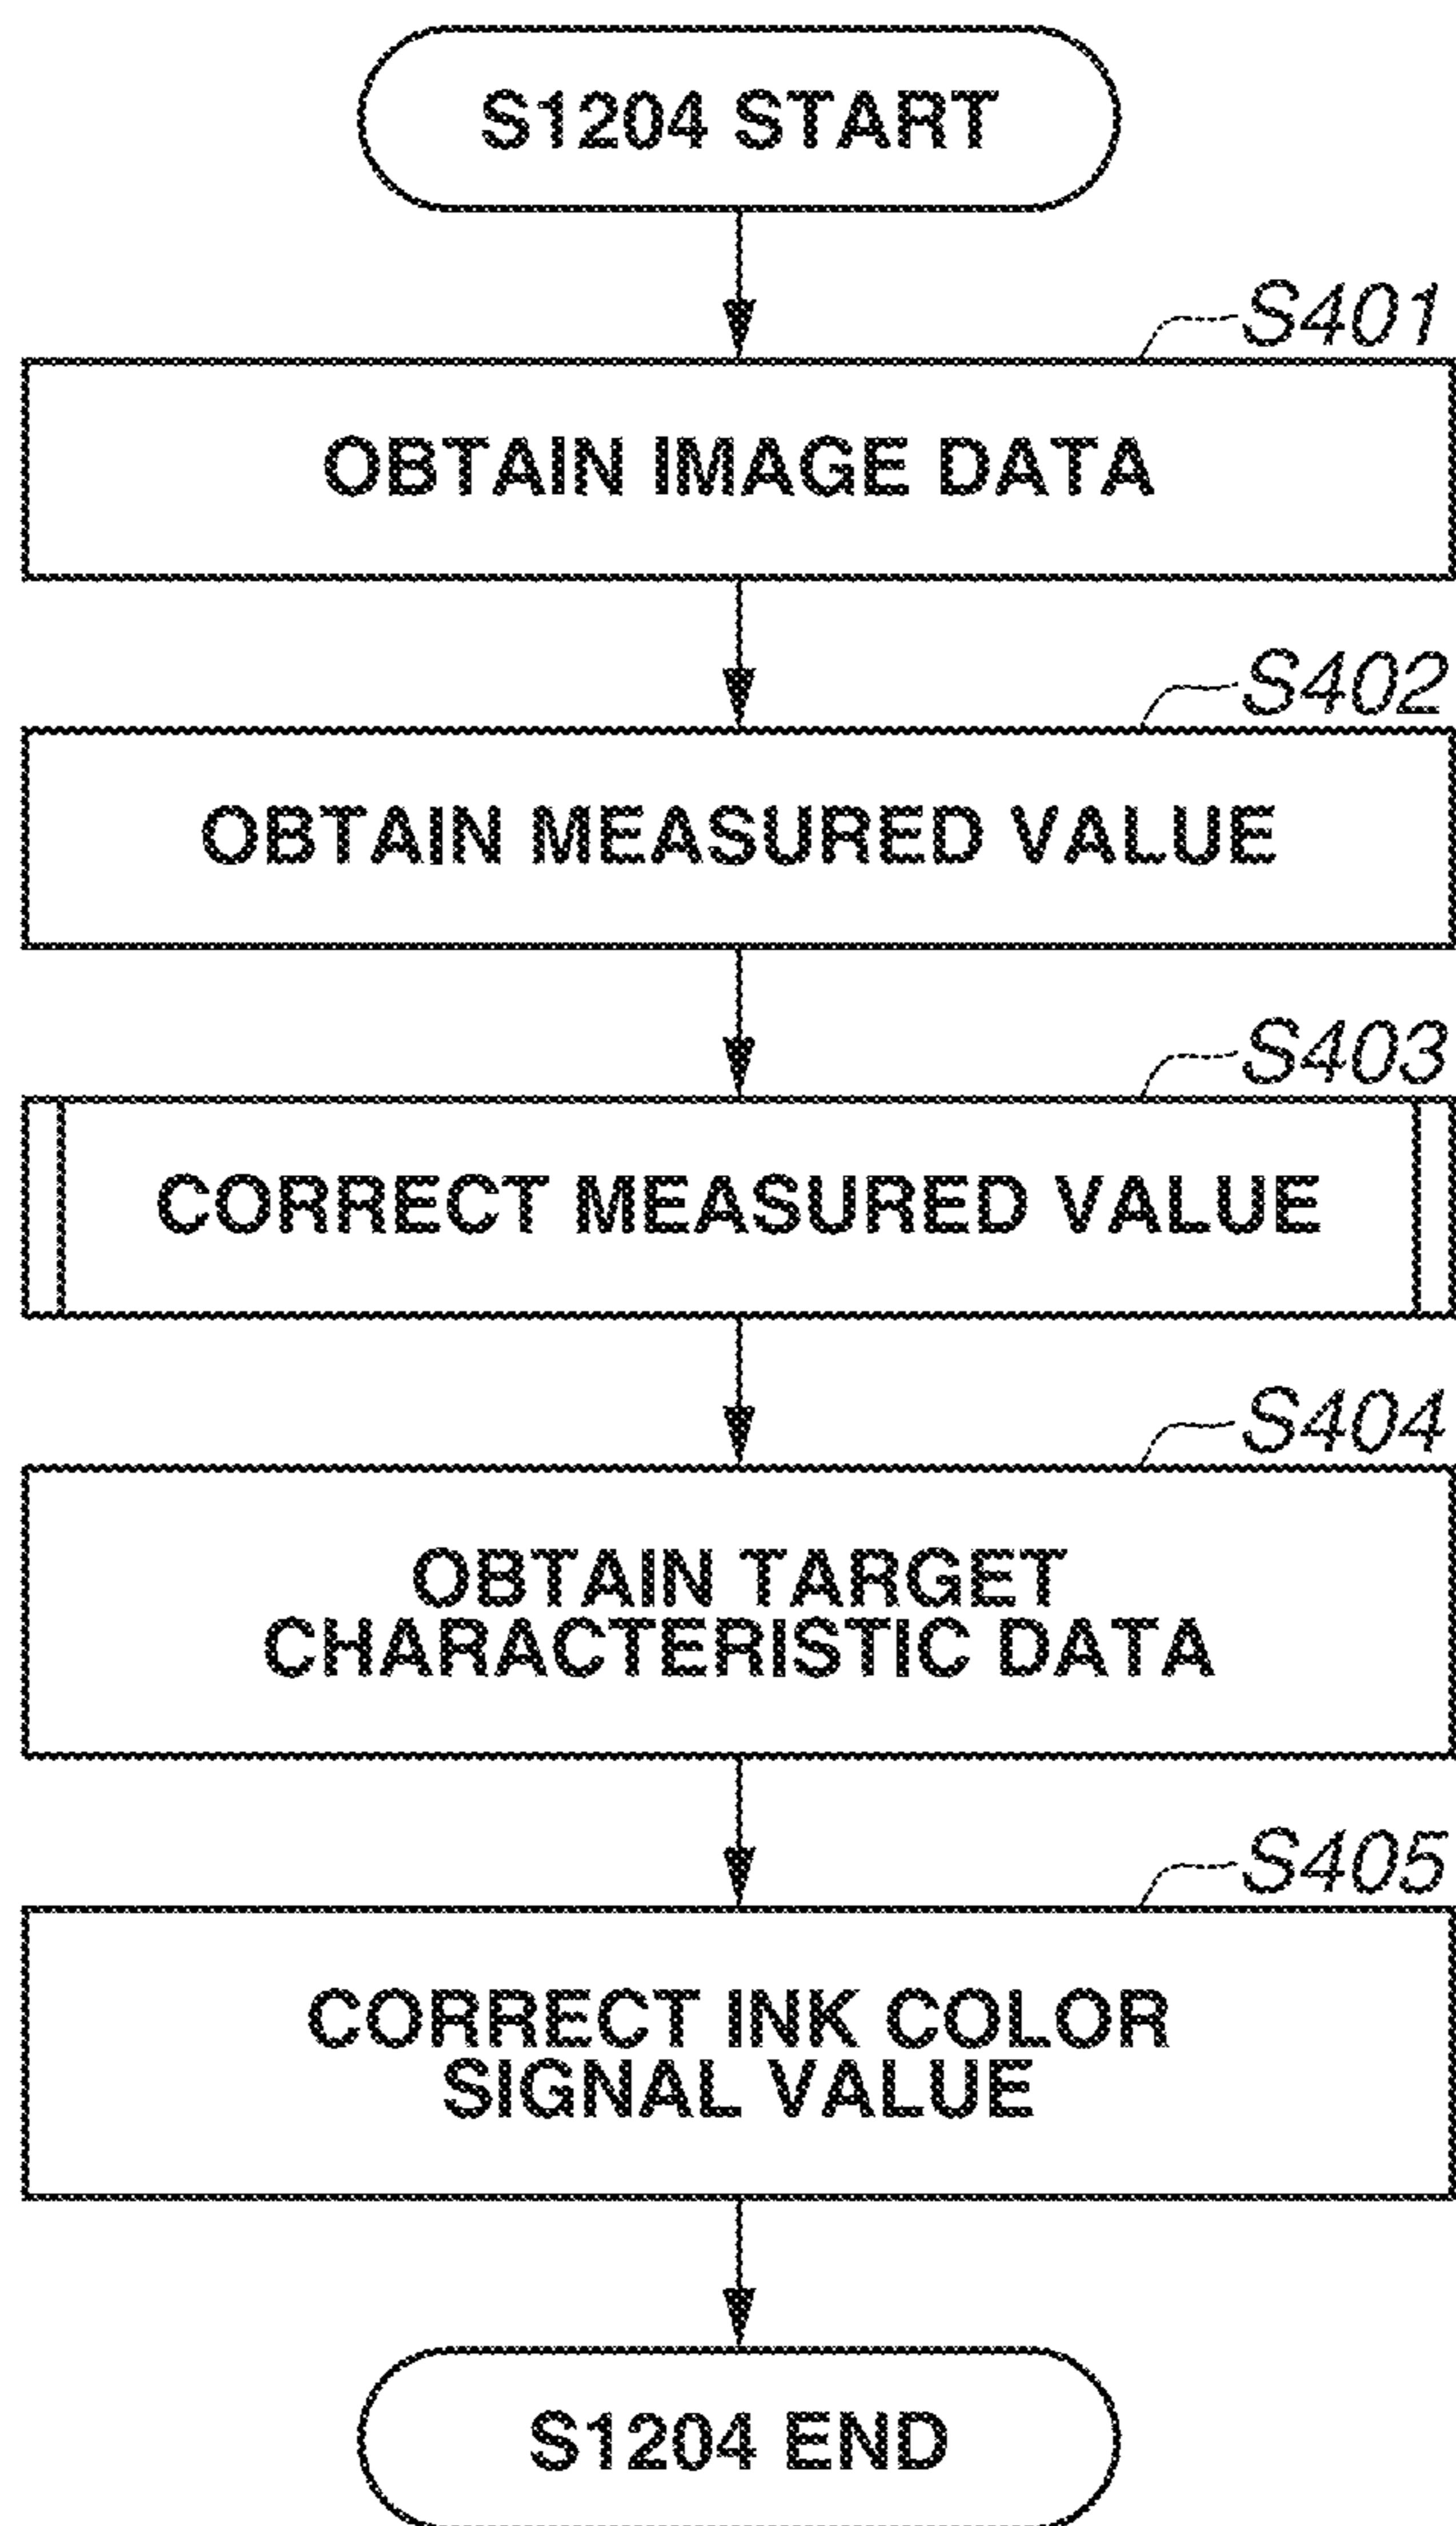 S1204 START
S401
OBTAIN IMAGE DATA
S402
OBTAIN MEASURED VALUE
S403
CORRECT MEASURED VALUE
S404
OBTAIN TARGET
CHARACTERISTIC DATA
S405
CORRECT INK COLOR
SIGNAL VALUE
S1204 END